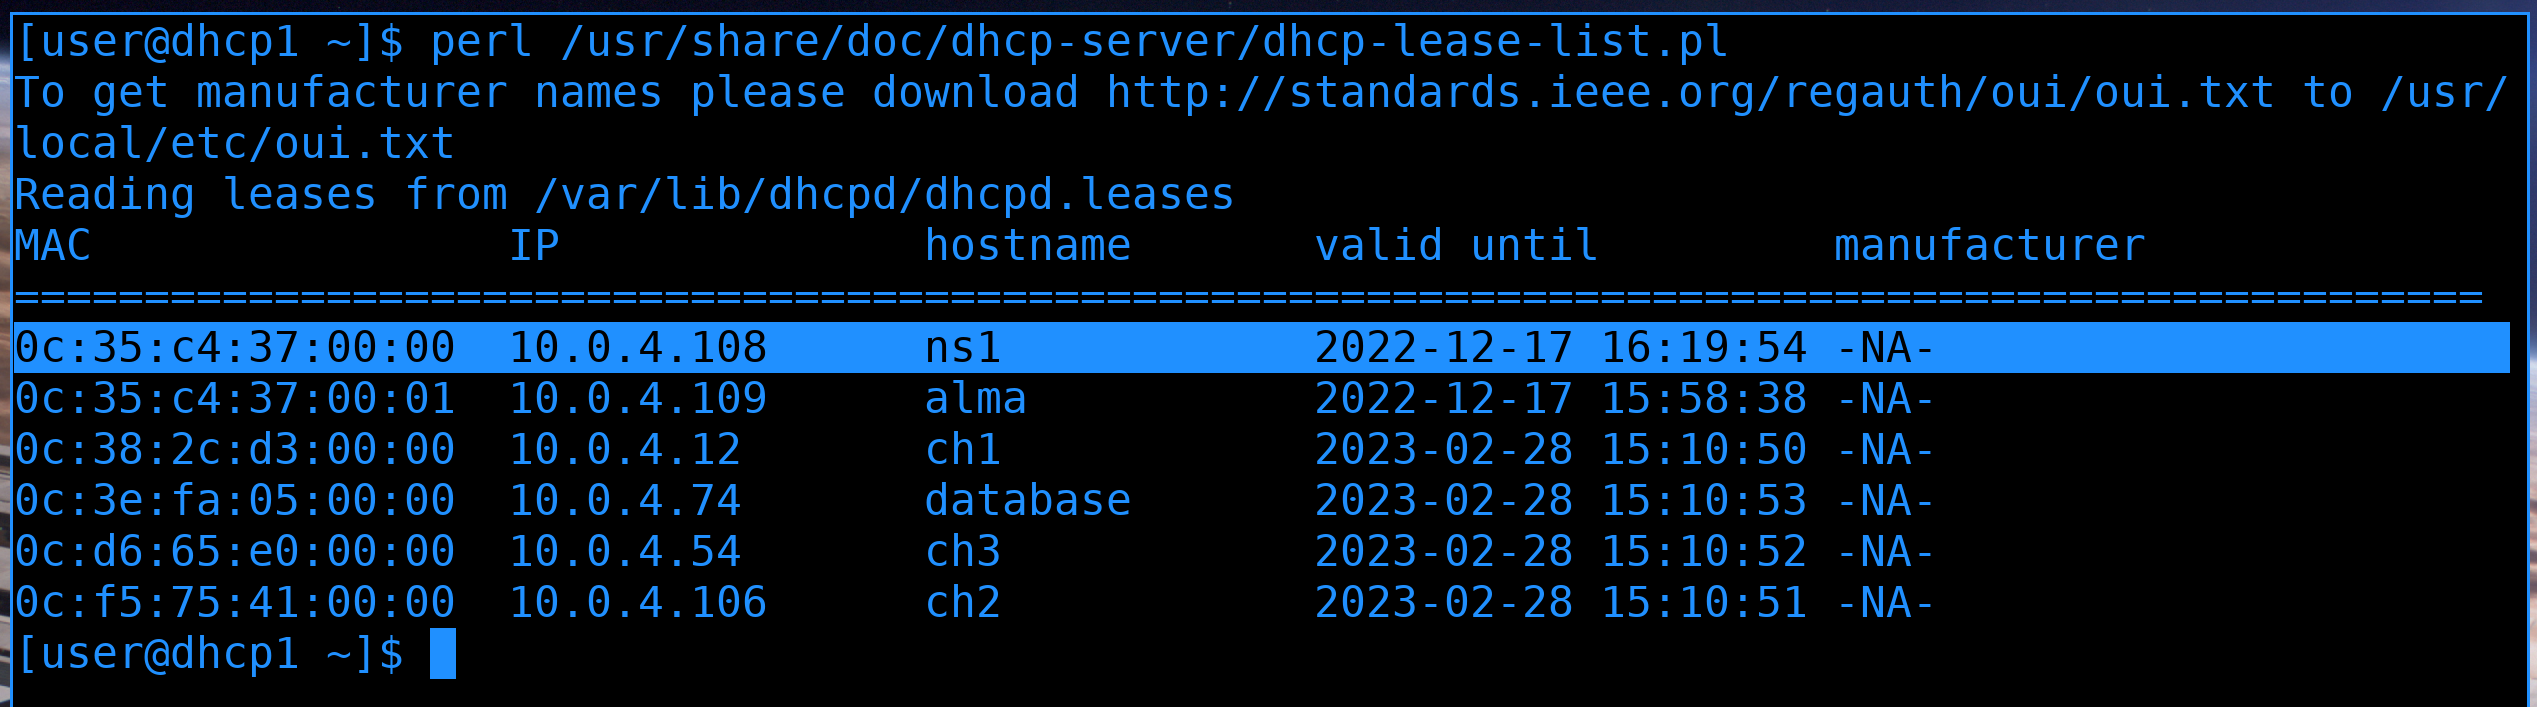 [user@dhcp1 ~]$ perl /usr/share/doc/dhcp-server/dhcp-lease-list.pl
To get manufacturer names please download http://standards.ieee.org/regauth/oui/oui.txt to /usr/
local/etc/oui.txt
Reading leases from /var/lib/dhcpd/dhcpd.leases
MAC                IP              hostname       valid until         manufacturer
===============================================================================================
0c:35:c4:37:00:00  10.0.4.108      ns1            2022-12-17 16:19:54 -NA-
0c:35:c4:37:00:01  10.0.4.109      alma           2022-12-17 15:58:38 -NA-
0c:38:2c:d3:00:00  10.0.4.12       ch1            2023-02-28 15:10:50 -NA-
0c:3e:fa:05:00:00  10.0.4.74       database       2023-02-28 15:10:53 -NA-
0c:d6:65:e0:00:00  10.0.4.54       ch3            2023-02-28 15:10:52 -NA-
0c:f5:75:41:00:00  10.0.4.106      ch2            2023-02-28 15:10:51 -NA-
[user@dhcp1 ~]$